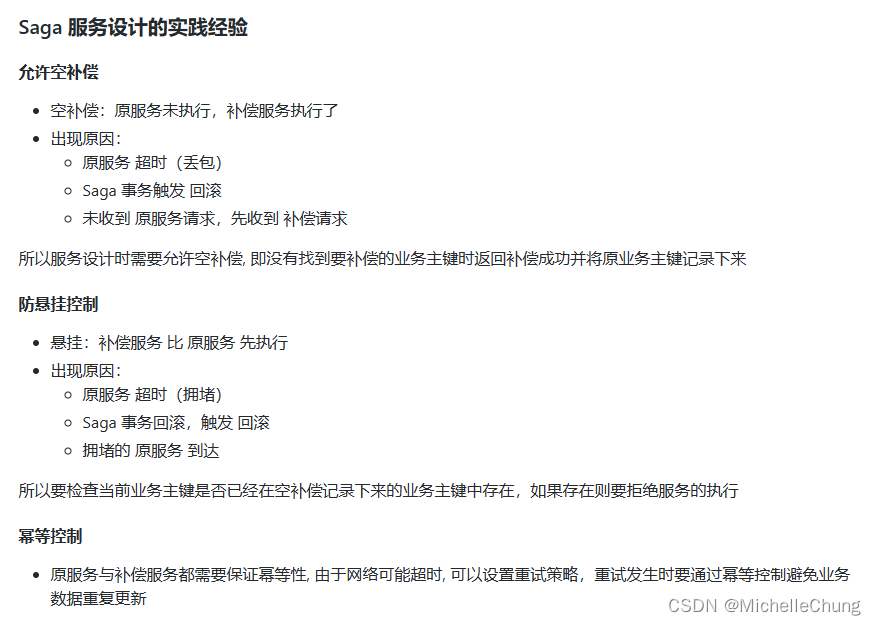 Saga 服务设计的实践经验
允许空补偿
空补偿：原服务未执行，补偿服务执行了
出现原因：
原服务 超时（丢包）
Saga 事务触发 回滚
未收到 原服务请求，先收到 补偿请求
所以服务设计时需要允许空补偿, 即没有找到要补偿的业务主键时返回补偿成功并将原业务主键记录下来
防悬挂控制
悬挂：补偿服务 比 原服务 先执行
出现原因：
原服务 超时（拥堵）
Saga 事务回滚，触发 回滚
拥堵的 原服务 到达
所以要检查当前业务主键是否已经在空补偿记录下来的业务主键中存在，如果存在则要拒绝服务的执行
幂等控制
原服务与补偿服务都需要保证幂等性, 由于网络可能超时, 可以设置重试策略，重试发生时要通过幂等控制避免业务
数据重复更新
CSDN @MichelleChung